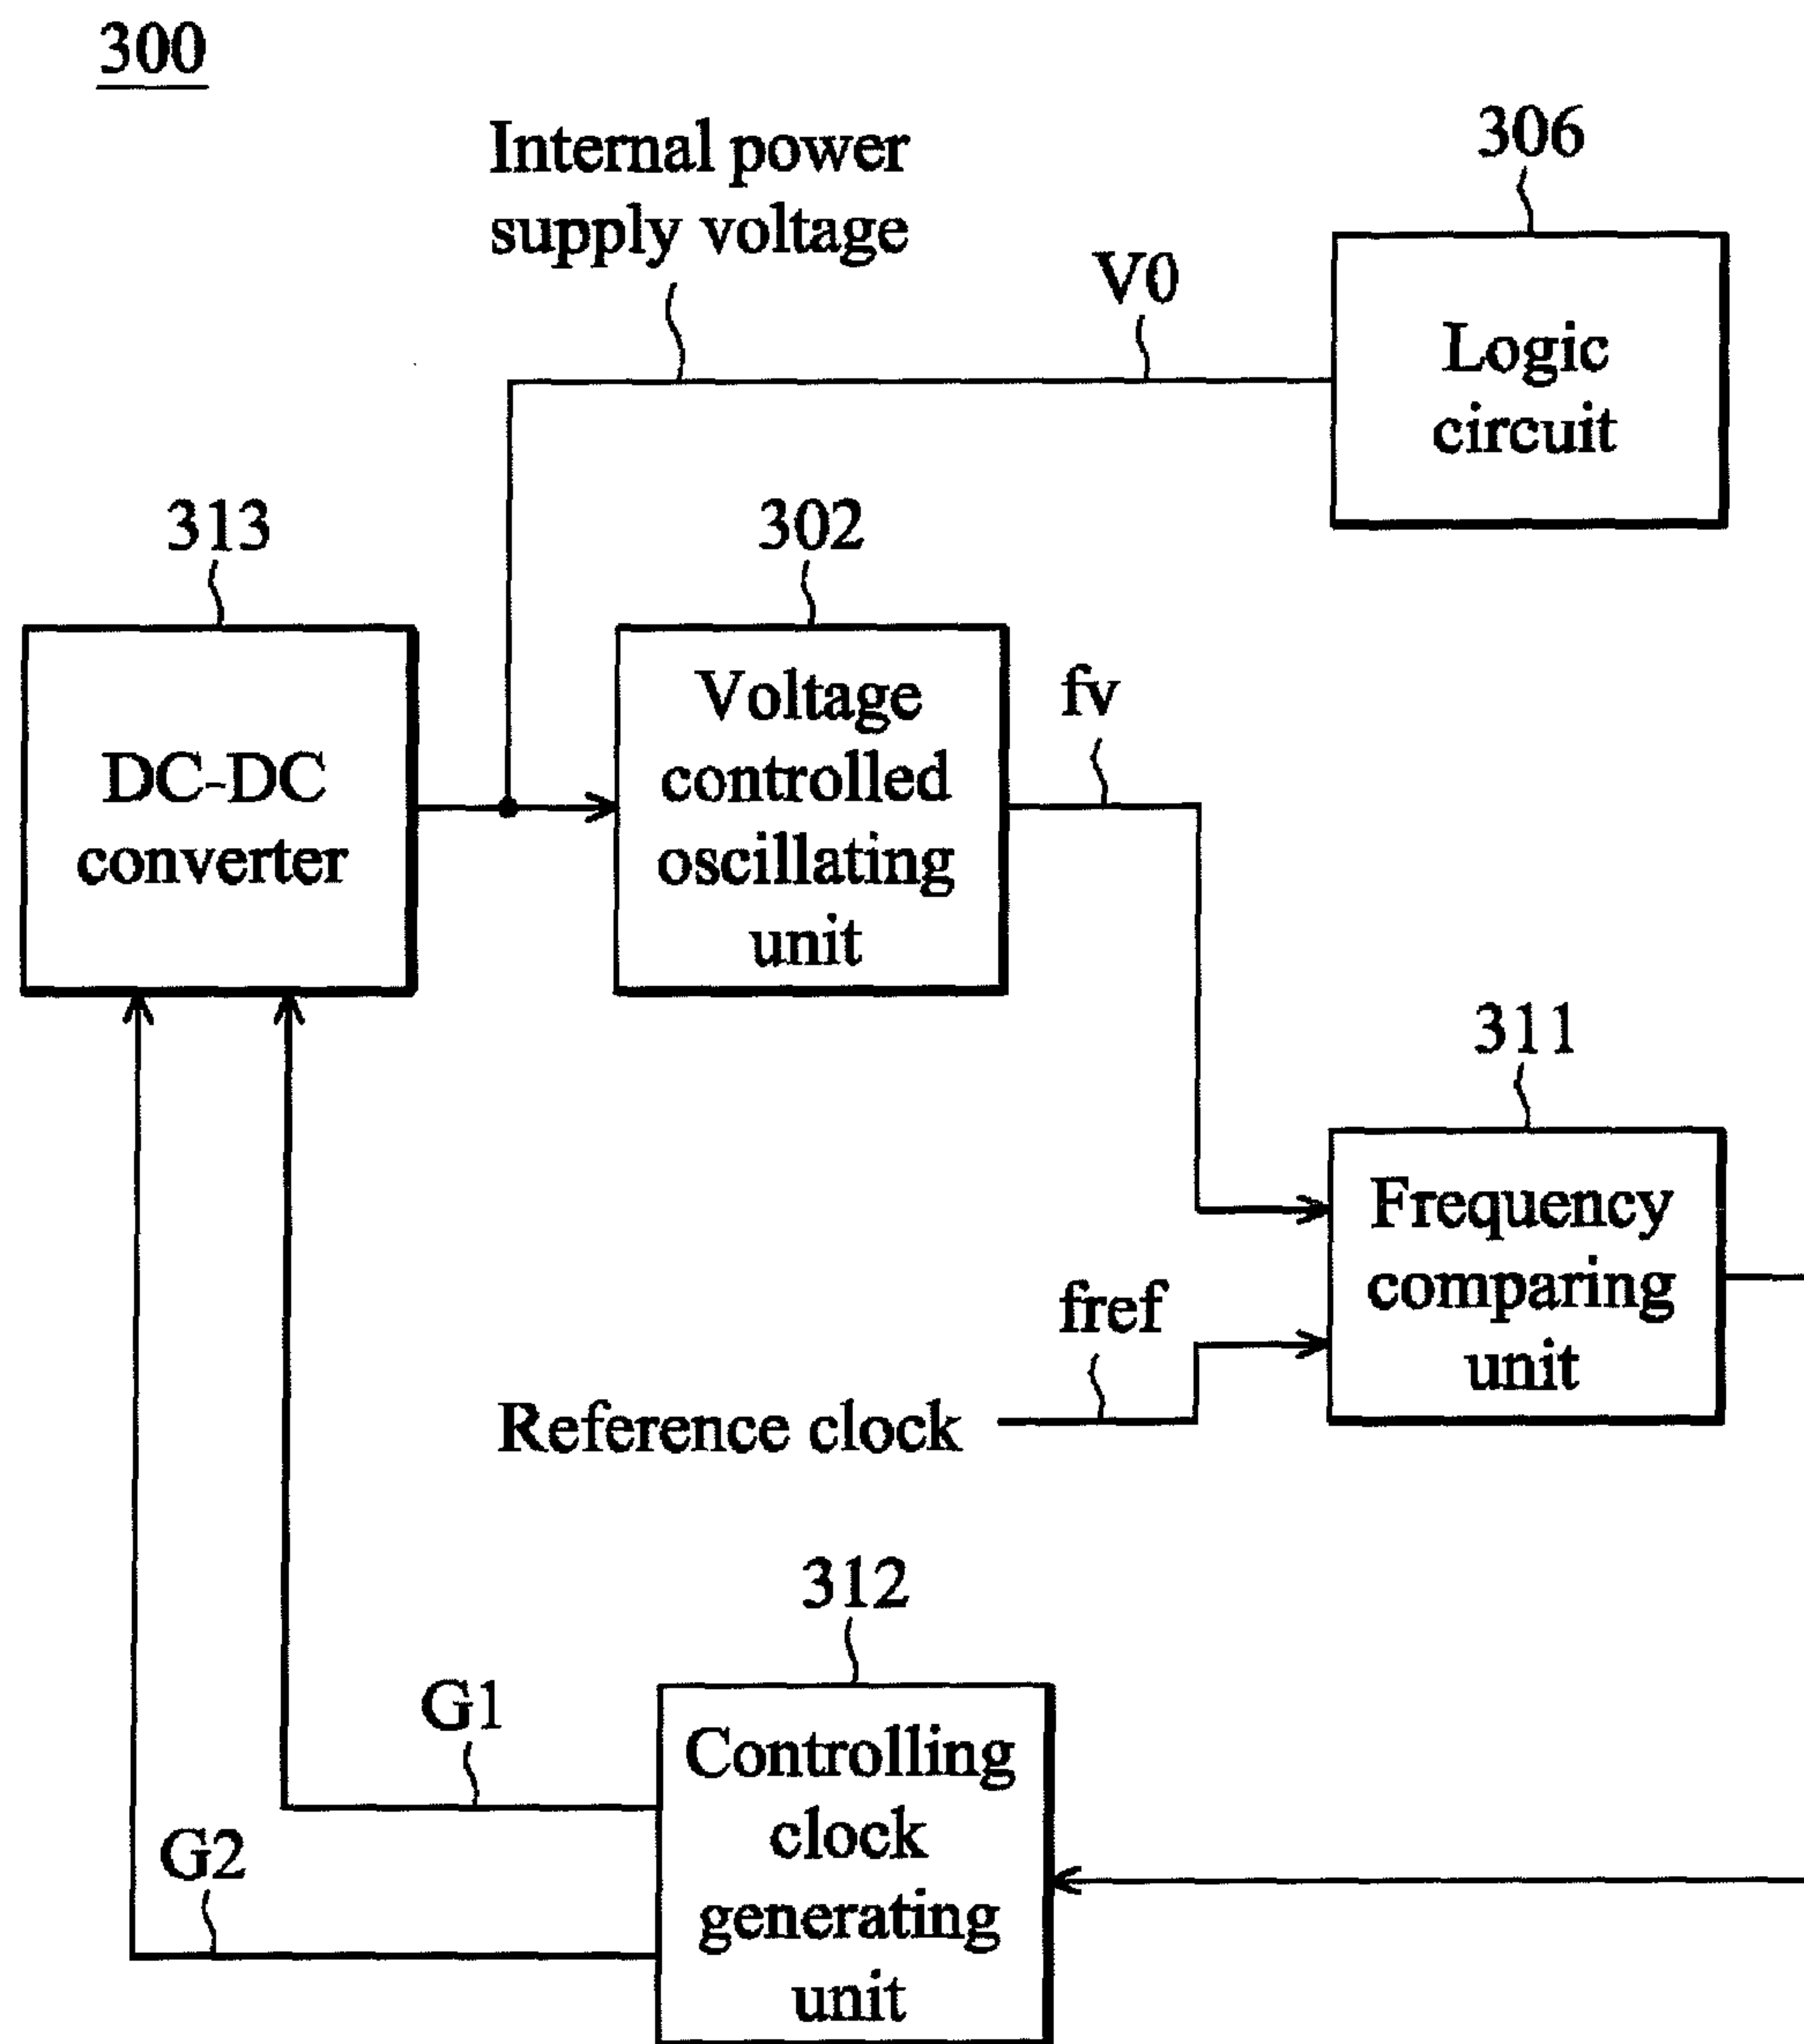 300
Internal power
supply voltage
V0
306
Logic
circuit
313
DC-DC
converter
302
Voltage
controlled
oscillating
unit
fv
311
Frequency
comparing
unit
fref
Reference clock
312
Controlling
clock
generating
unit
G1
G2